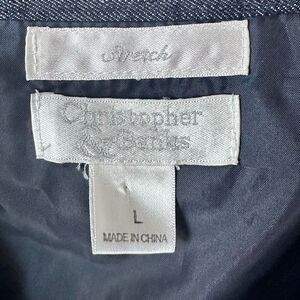 Stretch
Christopher
& Banks
L
MADE IN CHINA